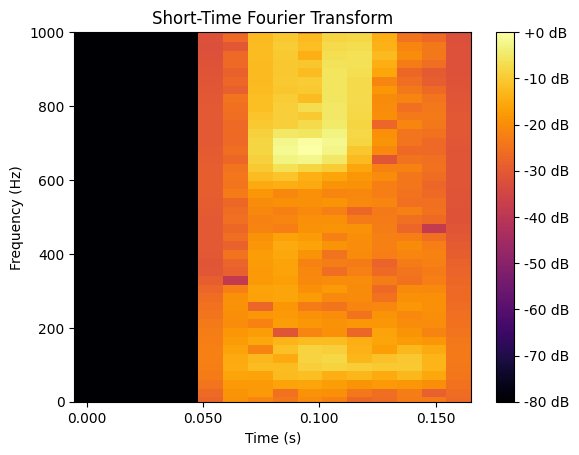 Short-Time Fourier Transform
1000
800
600
400
200
0
Frequency (Hz)
0.000
0.050
0.100
0.150
Time (s)
+0 dB
-10 dB
-20 dB
-30 dB
-40 dB
-50 dB
-60 dB
-70 dB
-80 dB